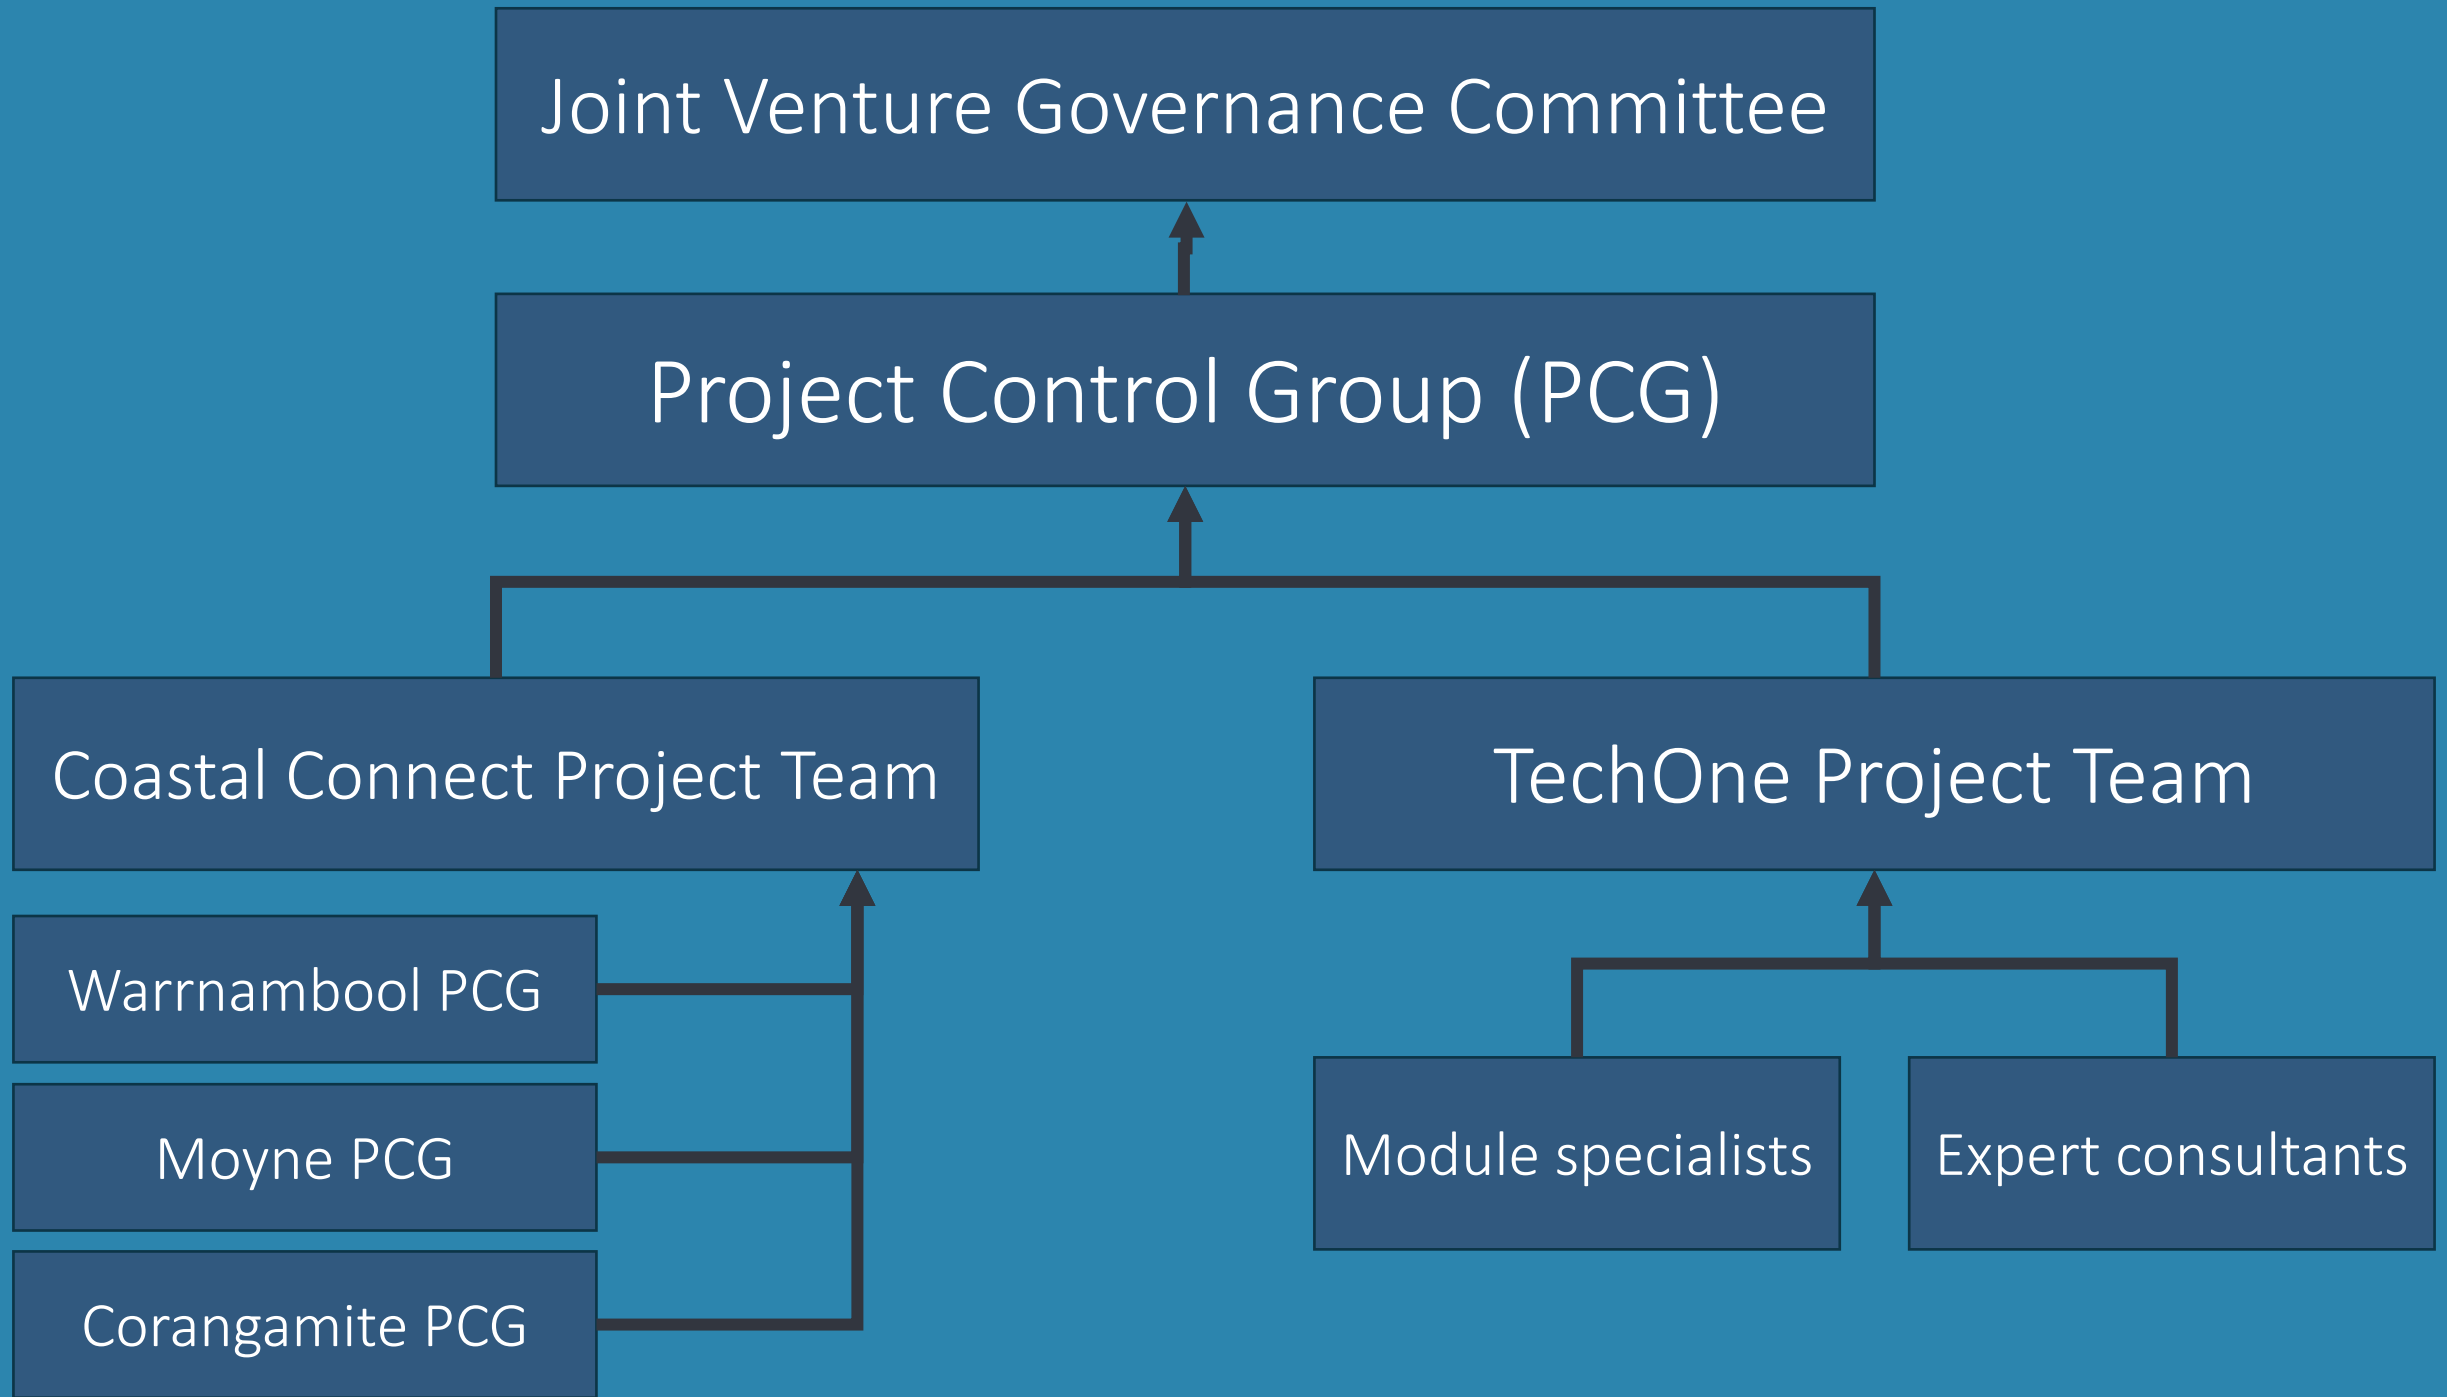 Joint Venture Governance Committee
Project Control Group (PCG)
Coastal Connect Project Team
TechOne Project Team
Warrnambool PCG
Moyne PCG
Corangamite PCG
Module specialists
Expert consultants